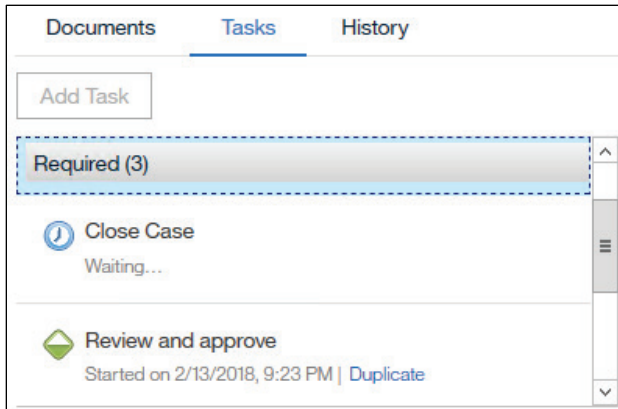 Documents Tasks History
Add Task
Required (3)
Close Case
Waiting...
Review and approve
Started on 2/13/2018, 9:23 PM | Duplicate